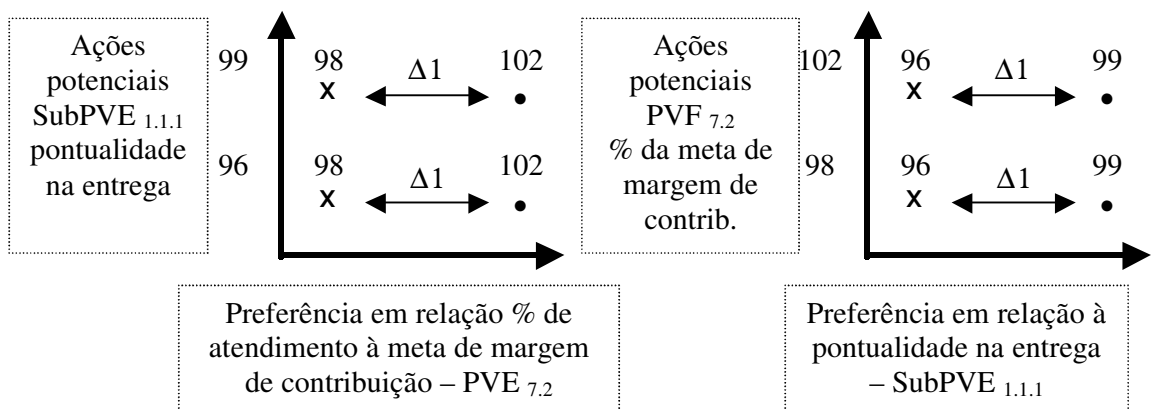 Ações
potenciais
SubPVE 1.1.1
pontualidade
na entrega
99 98 Δ1 102
x •
96 98 Δ1 102
x •
Preferência em relação % de
atendimento à meta de margem
de contribuição – PVE 7.2
Ações
potenciais
PVF 7.2
% da meta de
margem de
contrib.
102 96 Δ1 99
x •
98 96 Δ1 99
x •
Preferência em relação à
pontualidade na entrega
– SubPVE 1.1.1